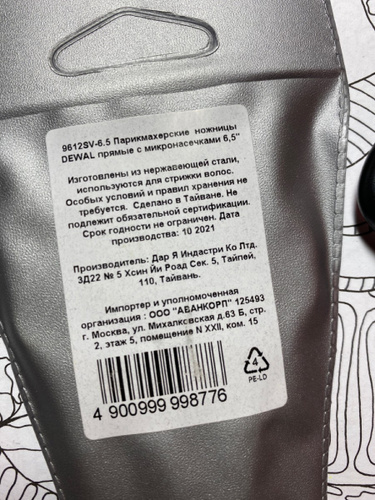 9612SV-6.5 Парикмахерские ножницы
DEWAL прямые с микронасечками 6,5"
Изготовлены из нержавеющей стали,
используются для стрижки волос.
Особых условий и правил хранения не
требуется. Сделано в Тайване. Не
подлежит обязательной сертификации.
Срок годности не ограничен. Дата
производства: 10 2021
Производитель: Дар Я Индастри Ко Лтд.
3Д22 № 5 Хсин Йи Роад Сек. 5, Тайпей,
110, Тайвань.
Импортер и уполномоченная
организация : ООО "АВАНКОРП" 125493
г. Москва, ул. Михалковская д.63 Б, стр.
2, этаж 5, помещение N XXII, ком. 15
4 900999 998776
4
PE-LD